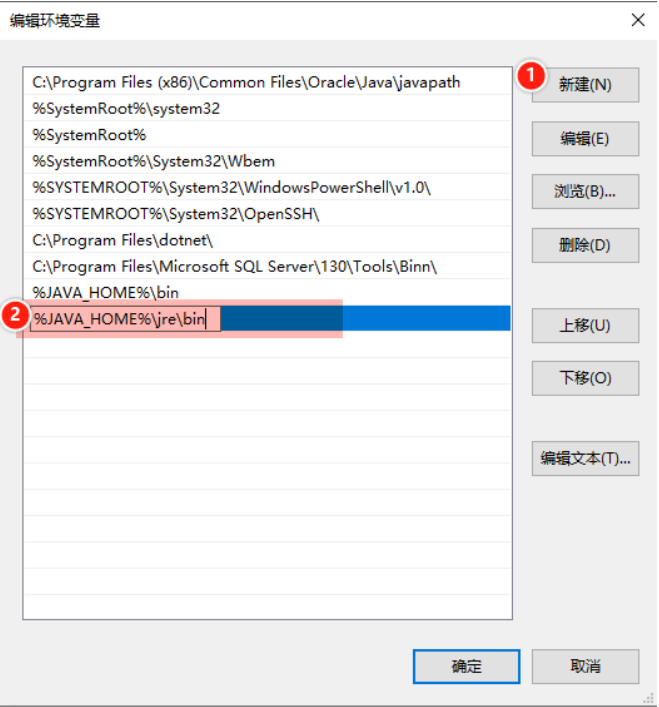 编辑环境变量
C:\Program Files (x86)\Common Files\Oracle\Java\javapath
%SystemRoot%\system32
%SystemRoot%
%SystemRoot%\System32\Wbem
%SYSTEMROOT%\System32\WindowsPowerShell\v1.0\
%SYSTEMROOT%\System32\OpenSSH\
C:\Program Files\dotnet\
C:\Program Files\Microsoft SQL Server\130\Tools\Binn\
%JAVA_HOME%\bin
2 %JAVA_HOME%\jre\bin
1 新建(N)
编辑(E)
浏览(B)...
删除(D)
上移(U)
下移(O)
编辑文本(T)...
确定
取消